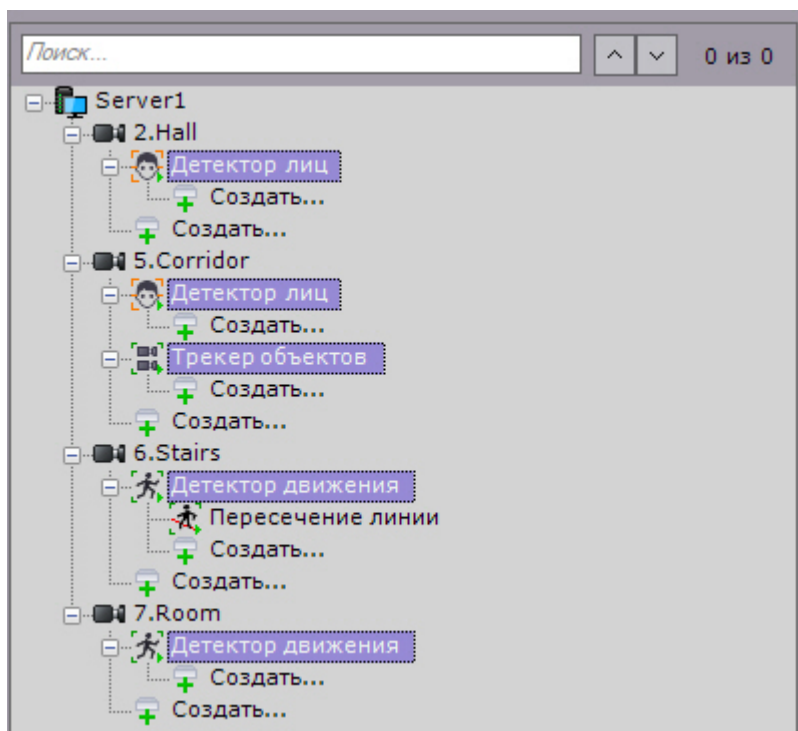 Поиск...
0 из 0
Server1
2.Hall
Детектор лиц
Создать...
Создать...
5.Corridor
Детектор лиц
Создать...
Трекер объектов
Создать...
Создать...
6.Stairs
Детектор движения
Пересечение линии
Создать...
Создать...
7.Room
Детектор движения
Создать...
Создать...